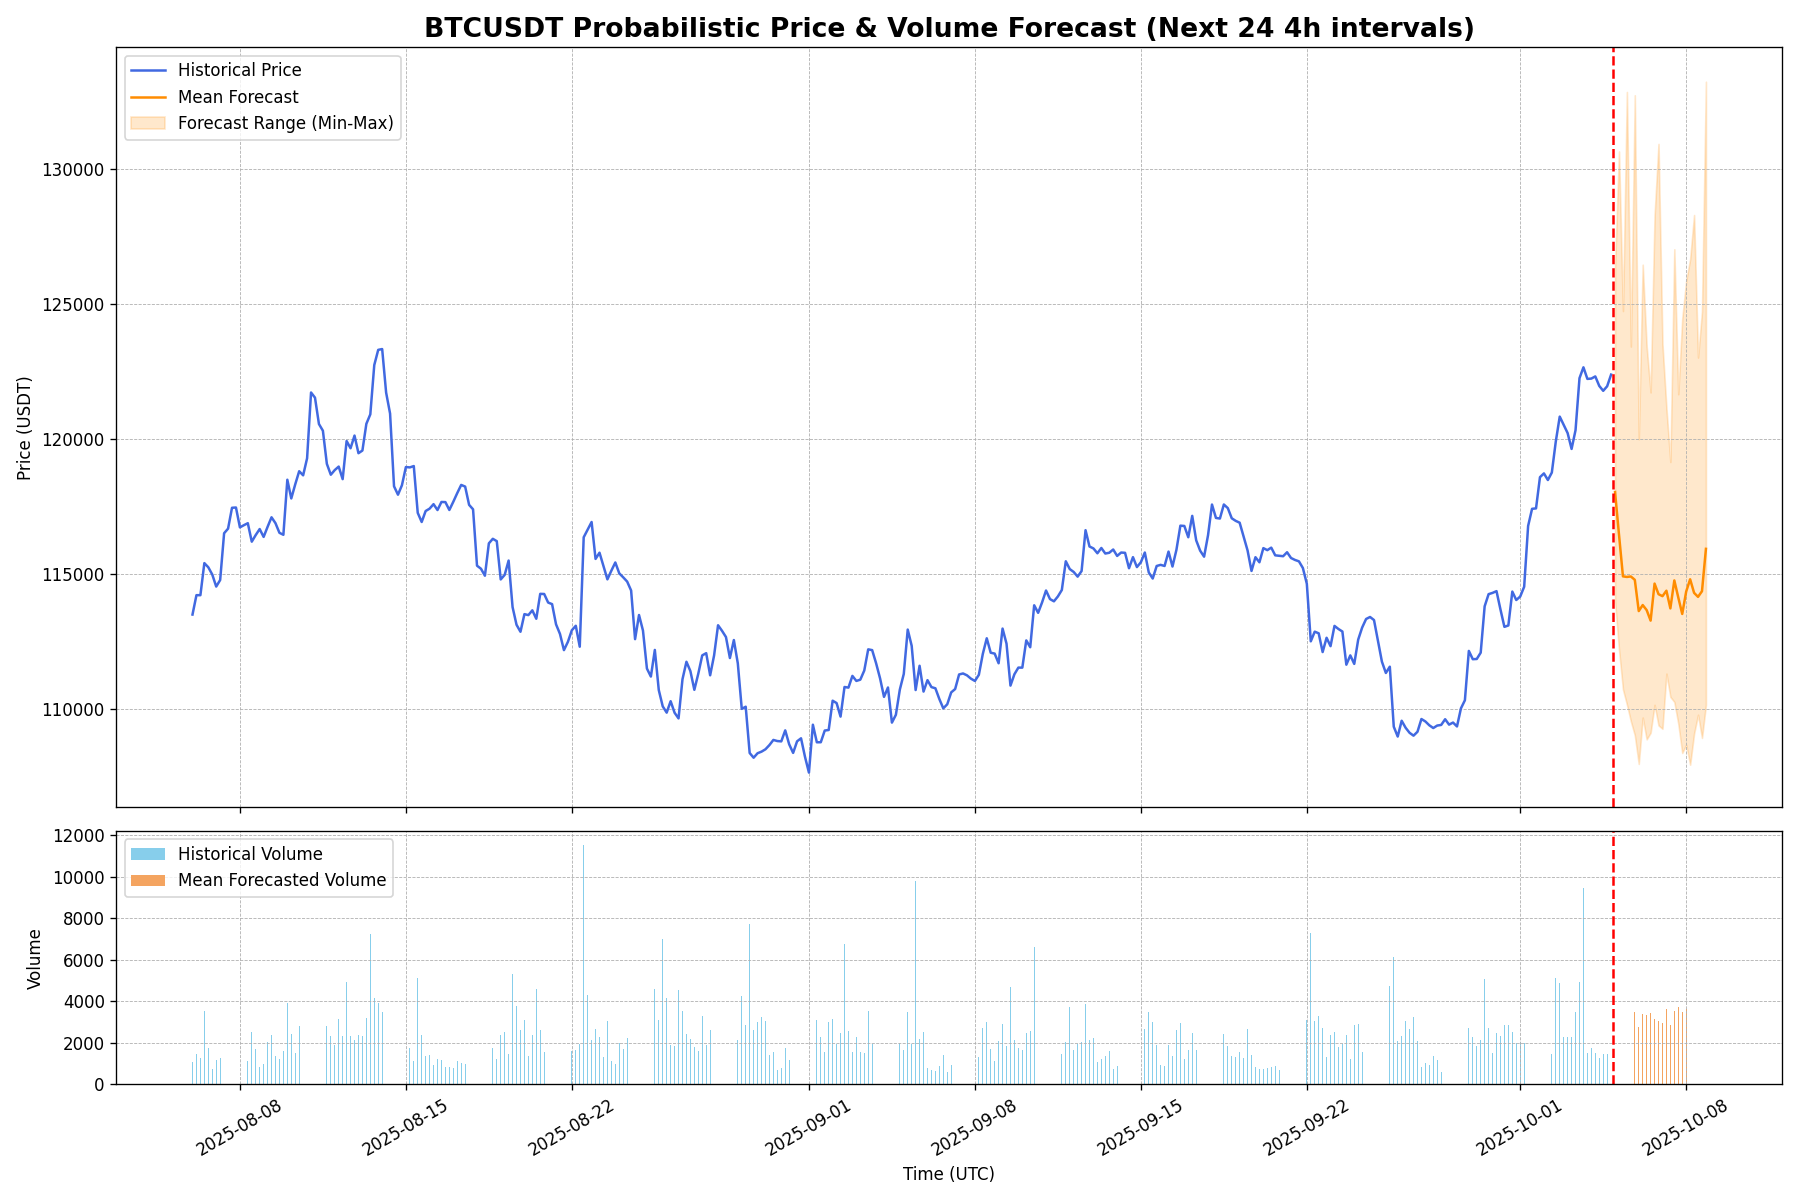 BTCUSDT Probabilistic Price & Volume Forecast (Next 24 4h intervals)
Historical Price
Mean Forecast
Forecast Range (Min-Max)
130000
125000
120000
115000
110000
Price (USDT)
12000
10000
8000
6000
4000
2000
0
Volume
Historical Volume
Mean Forecasted Volume
2025-08-08
2025-08-15
2025-08-22
2025-09-01
2025-09-08
2025-09-15
2025-09-22
2025-10-01
2025-10-08
Time (UTC)